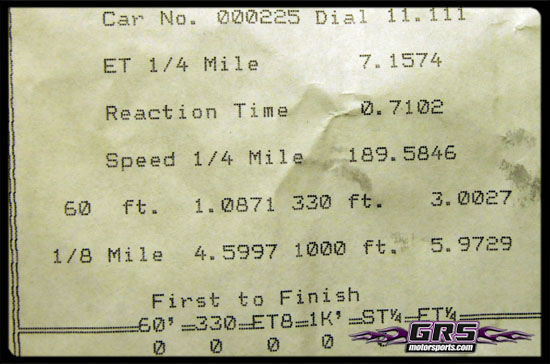 Car No. 000225 Dial 11.111
ET 1/4 Mile 7.1574
Reaction Time 0.7102
Speed 1/4 Mile 189.5846
60 ft. 1.0871 330 ft. 3.0027
1/8 Mile 4.5997 1000 ft. 5.9729
First to Finish
60' 330 ET8 1K' ST¼ ET¼
0 0 0 0
GRS
motorsports.com